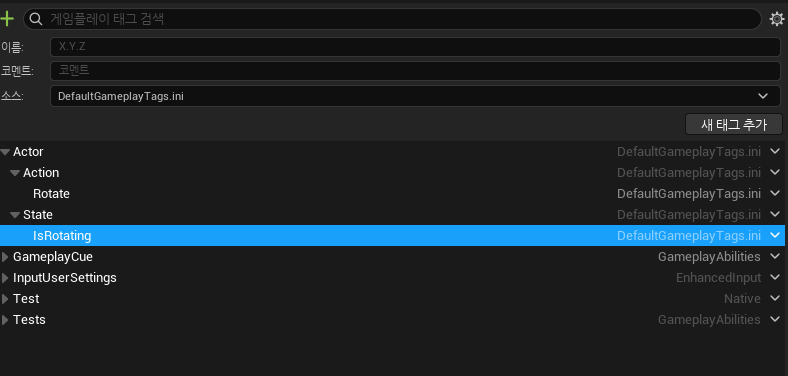 게임플레이 태그 검색
이름: X.Y.Z
코멘트: 코멘트
소스: DefaultGameplayTags.ini
새 태그 추가
Actor DefaultGameplayTags.ini
Action DefaultGameplayTags.ini
Rotate DefaultGameplayTags.ini
State DefaultGameplayTags.ini
IsRotating DefaultGameplayTags.ini
GameplayCue GameplayAbilities
InputUserSettings EnhancedInput
Test Native
Tests GameplayAbilities